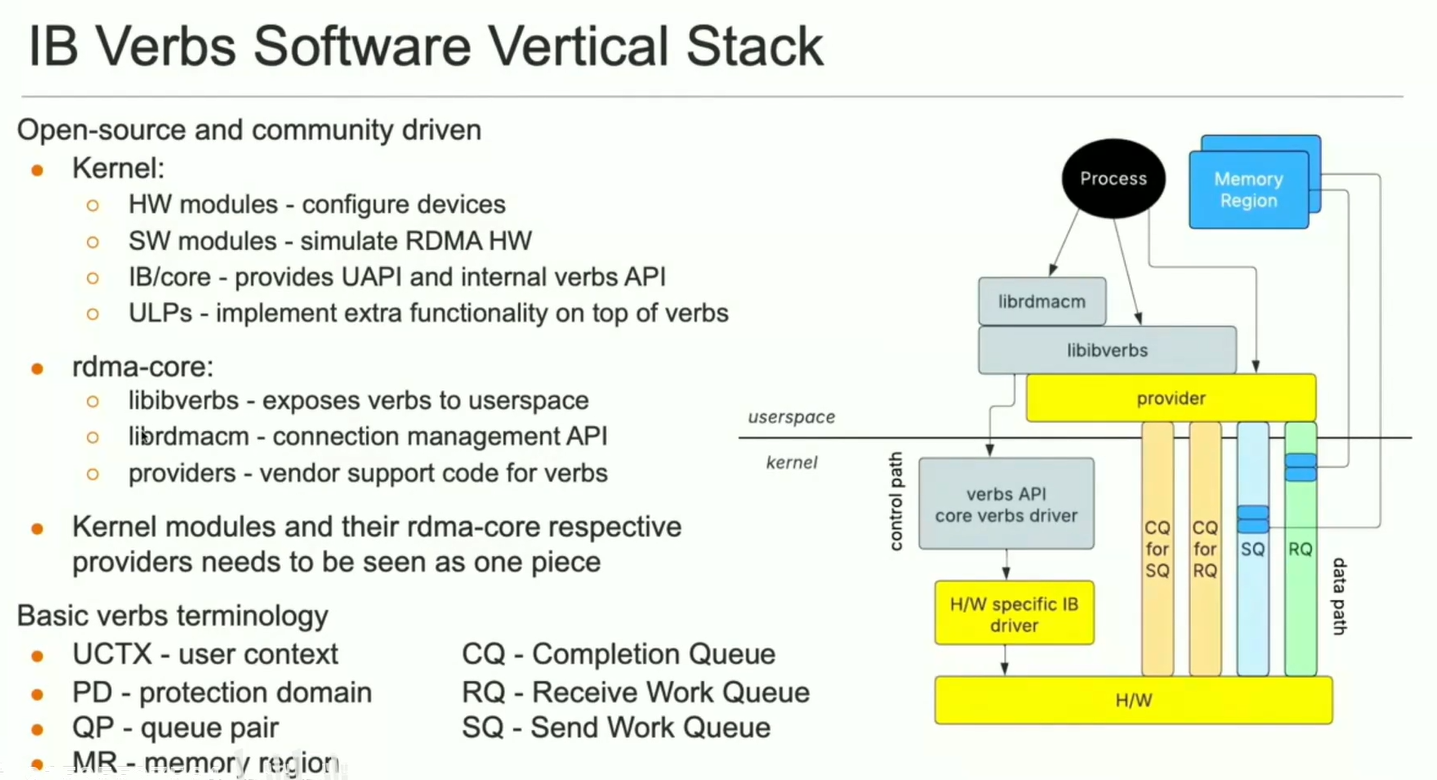 IB Verbs Software Vertical Stack
Open-source and community driven
Kernel:
HW modules - configure devices
SW modules - simulate RDMA HW
IB/core - provides UAPI and internal verbs API
ULPs - implement extra functionality on top of verbs
rdma-core:
libibverbs - exposes verbs to userspace
librdmacm - connection management API
providers - vendor support code for verbs
Kernel modules and their rdma-core respective
providers needs to be seen as one piece
Basic verbs terminology
UCTX - user context
PD - protection domain
QP - queue pair
MR - memory region
CQ - Completion Queue
RQ - Receive Work Queue
SQ - Send Work Queue
Process
Memory
Region
librdmacm
libibverbs
provider
userspace
kernel
control path
verbs API
core verbs driver
H/W specific IB
driver
CQ
for
SQ
CQ
for
RQ
SQ
RQ
data path
H/W